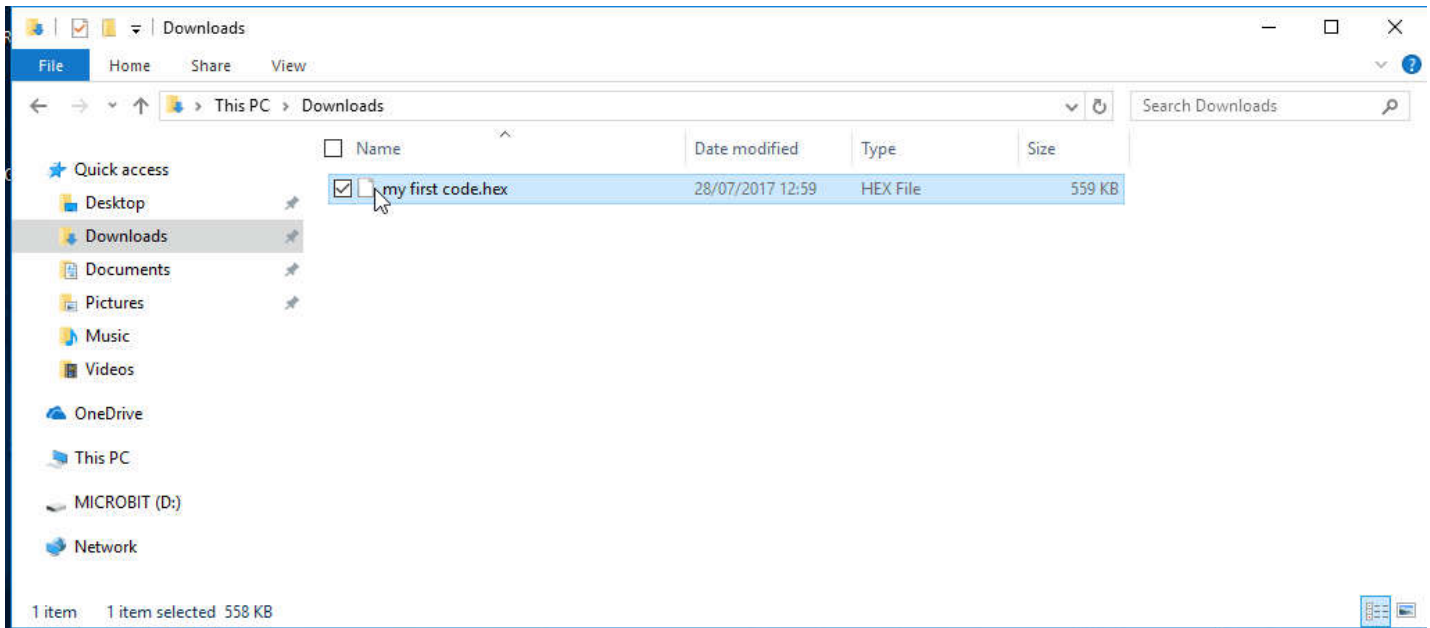 Downloads
File Home Share View
This PC > Downloads
Search Downloads
Name Date modified Type Size
Quick access
my first code.hex 28/07/2017 12:59 HEX File 559 KB
Desktop
Downloads
Documents
Pictures
Music
Videos
OneDrive
This PC
MICROBIT (D:)
Network
1 item 1 item selected 558 KB